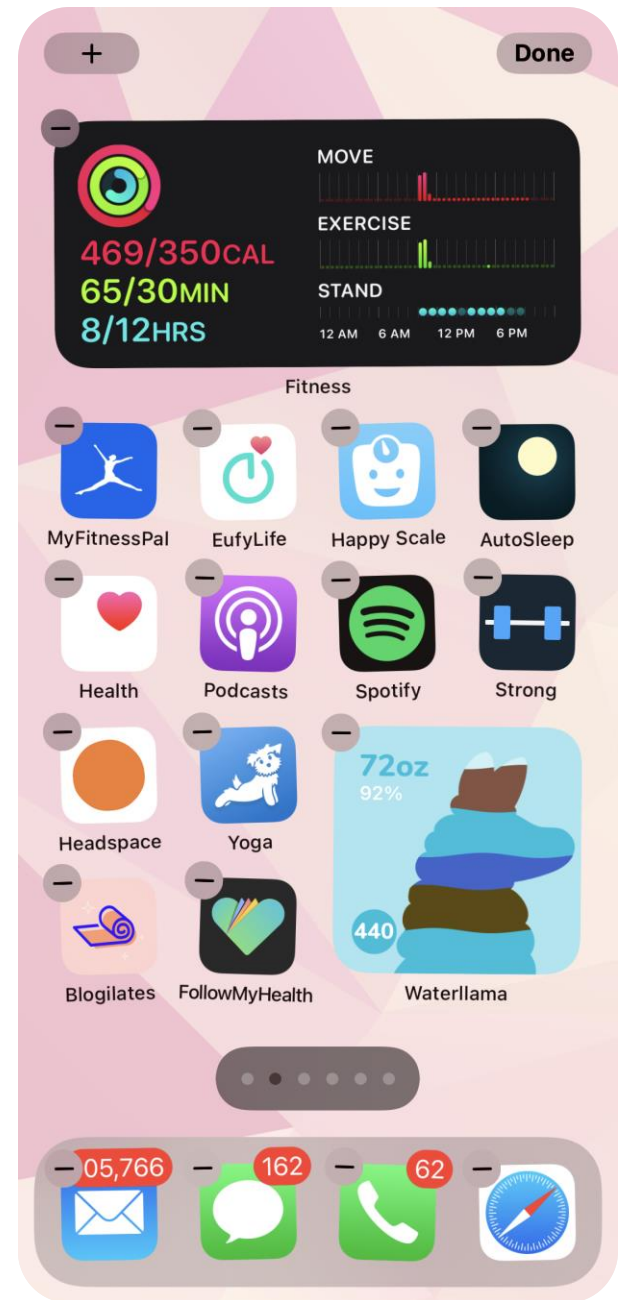 +
Done
MOVE
EXERCISE
469/350CAL
65/30MIN
STAND
8/12HRS
12 AM 6 AM 12 PM 6 PM
Fitness
MyFitnessPal EufyLife Happy Scale AutoSleep
Health Podcasts Spotify Strong
72oz
92%
Headspace Yoga
440
Blogilates FollowMyHealth Waterllama
05,766 162 62